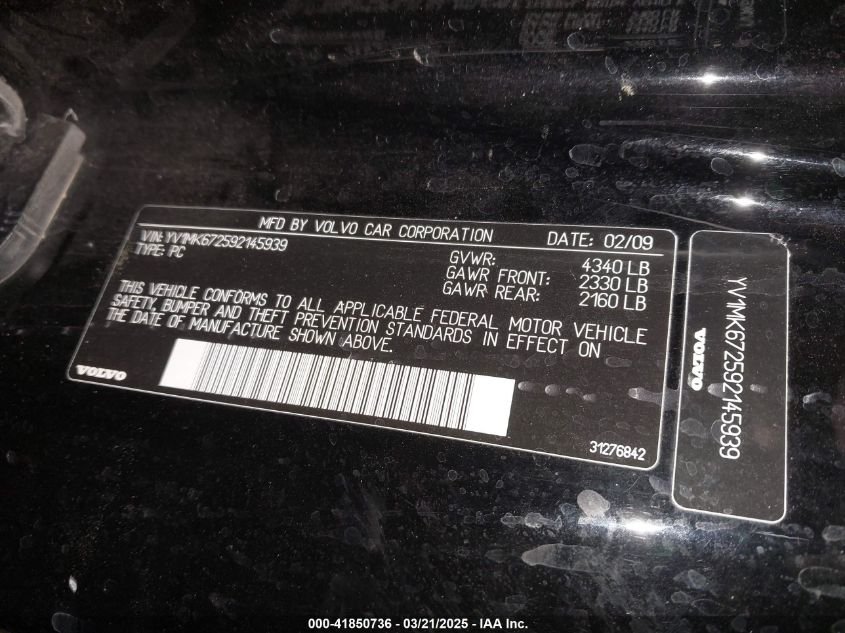 MFD BY VOLVO CAR CORPORATION DATE: 02/09
VIN: YV1MK672592145939
TYPE: PC
GVWR: 4340 LB
GAWR FRONT: 2330 LB
GAWR REAR: 2160 LB
THIS VEHICLE CONFORMS TO ALL APPLICABLE FEDERAL MOTOR VEHICLE
SAFETY, BUMPER AND THEFT PREVENTION STANDARDS IN EFFECT ON
THE DATE OF MANUFACTURE SHOWN ABOVE.
VOLVO
31276842
YV1MK672592145939
VOLVO
000-41850736 - 03/21/2025 - IAA Inc.